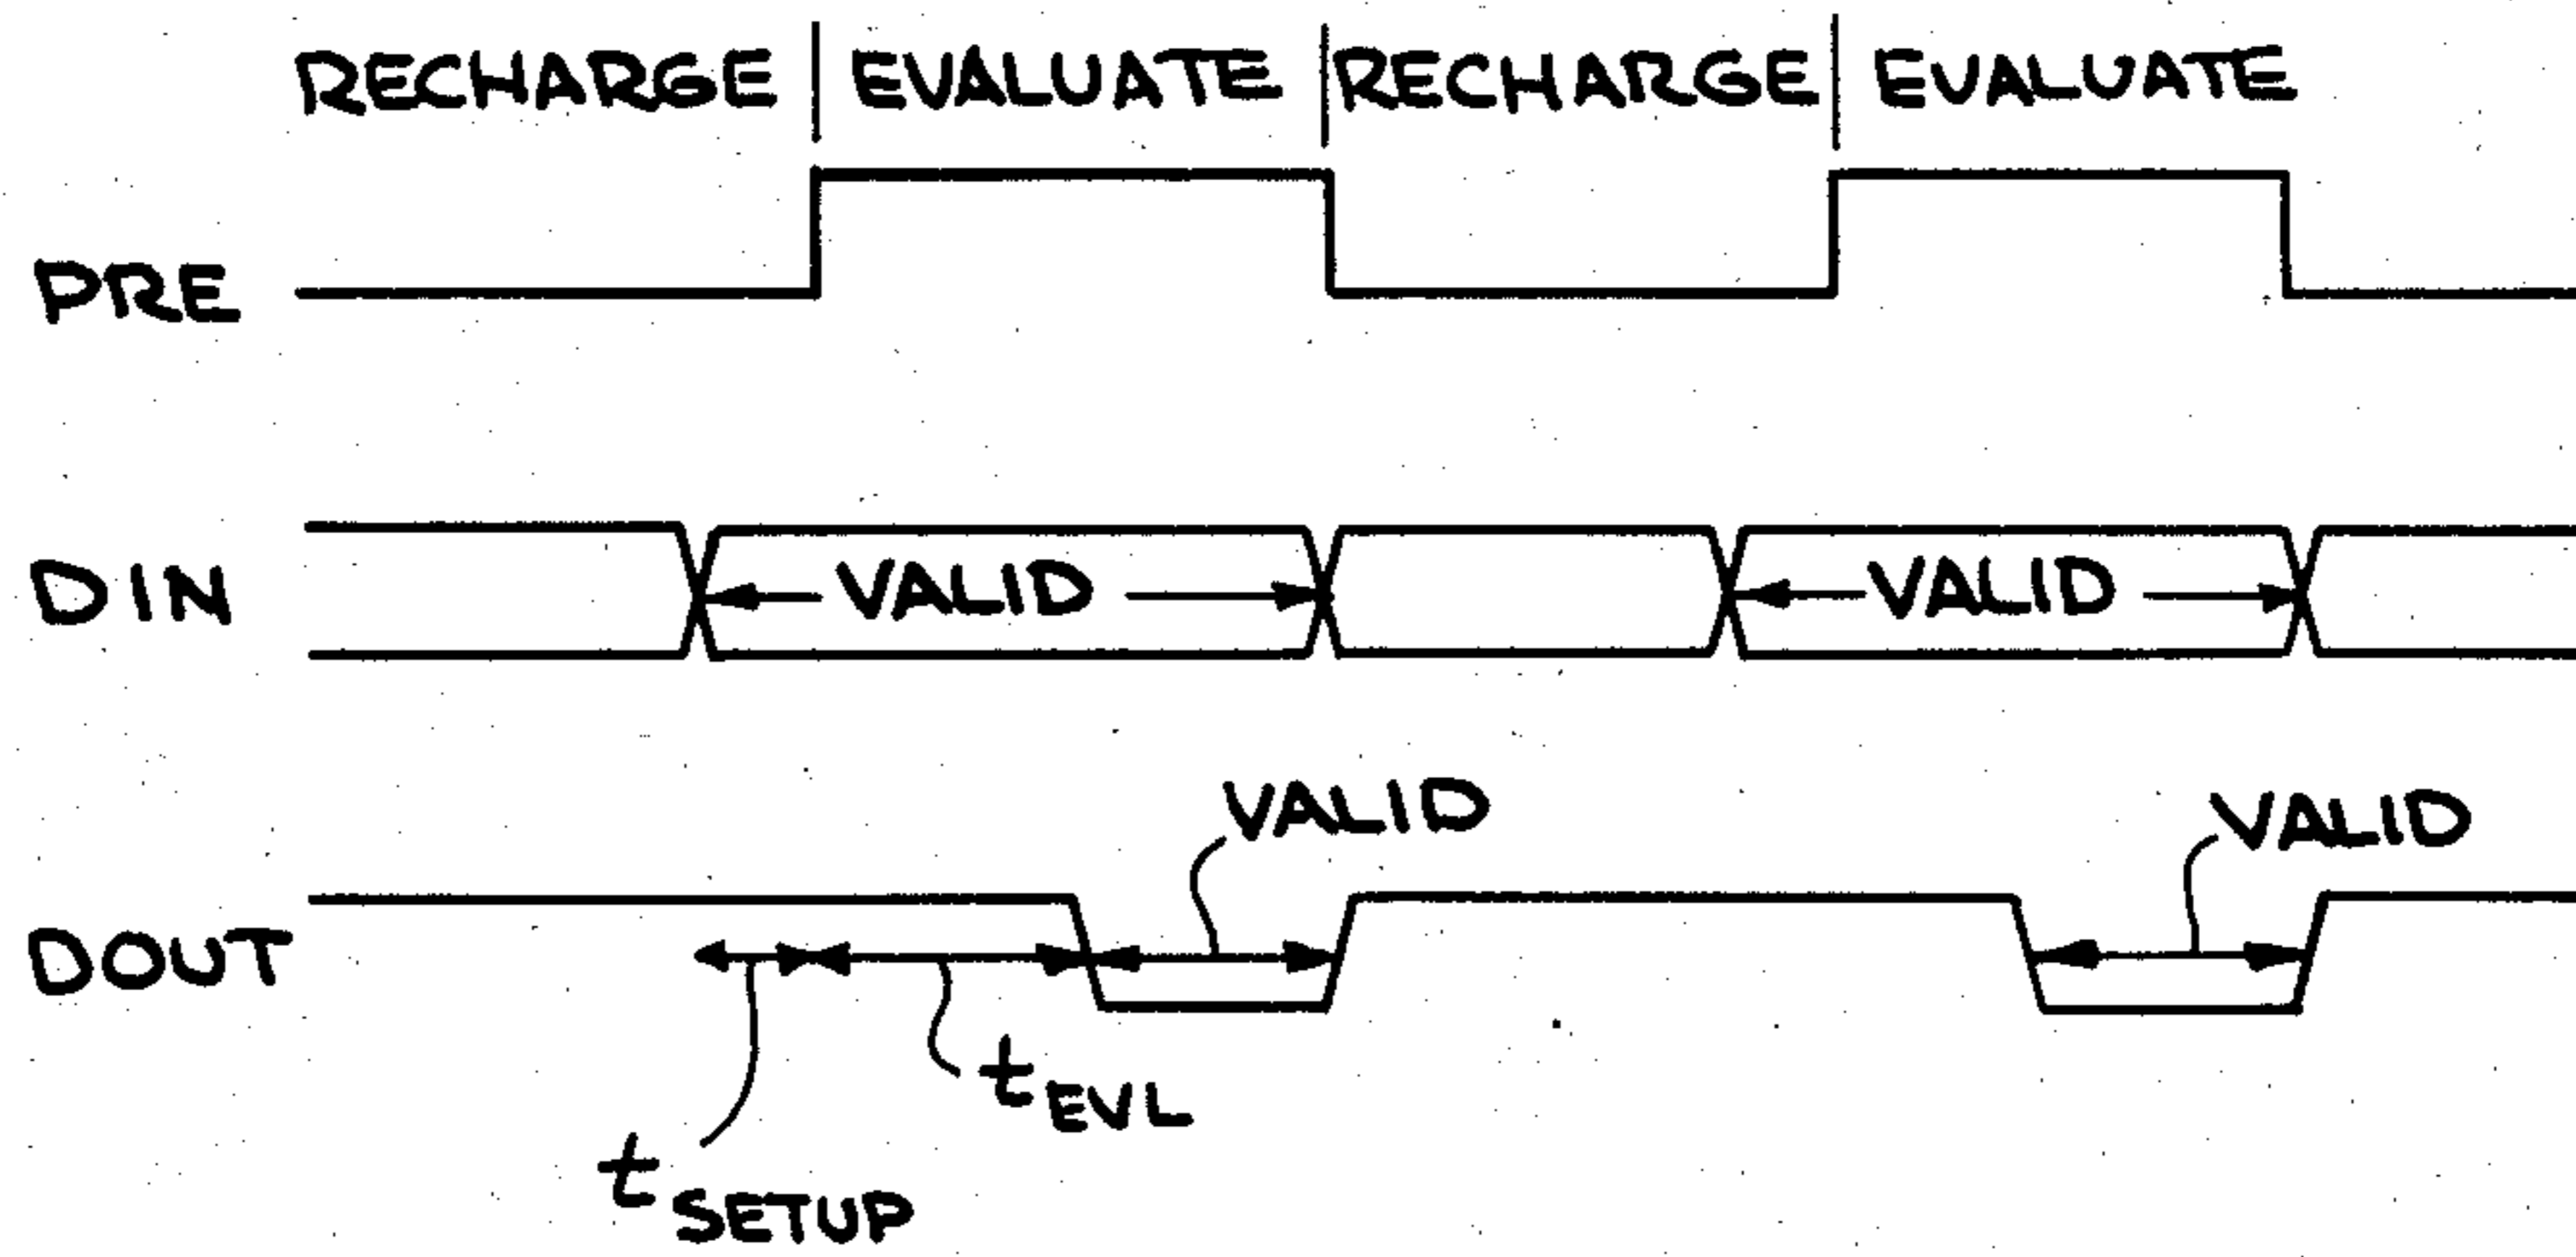 RECHARGE EVALUATE RECHARGE EVALUATE
PRE
DIN VALID VALID
VALID VALID
DOUT
tEVL
tSETUP